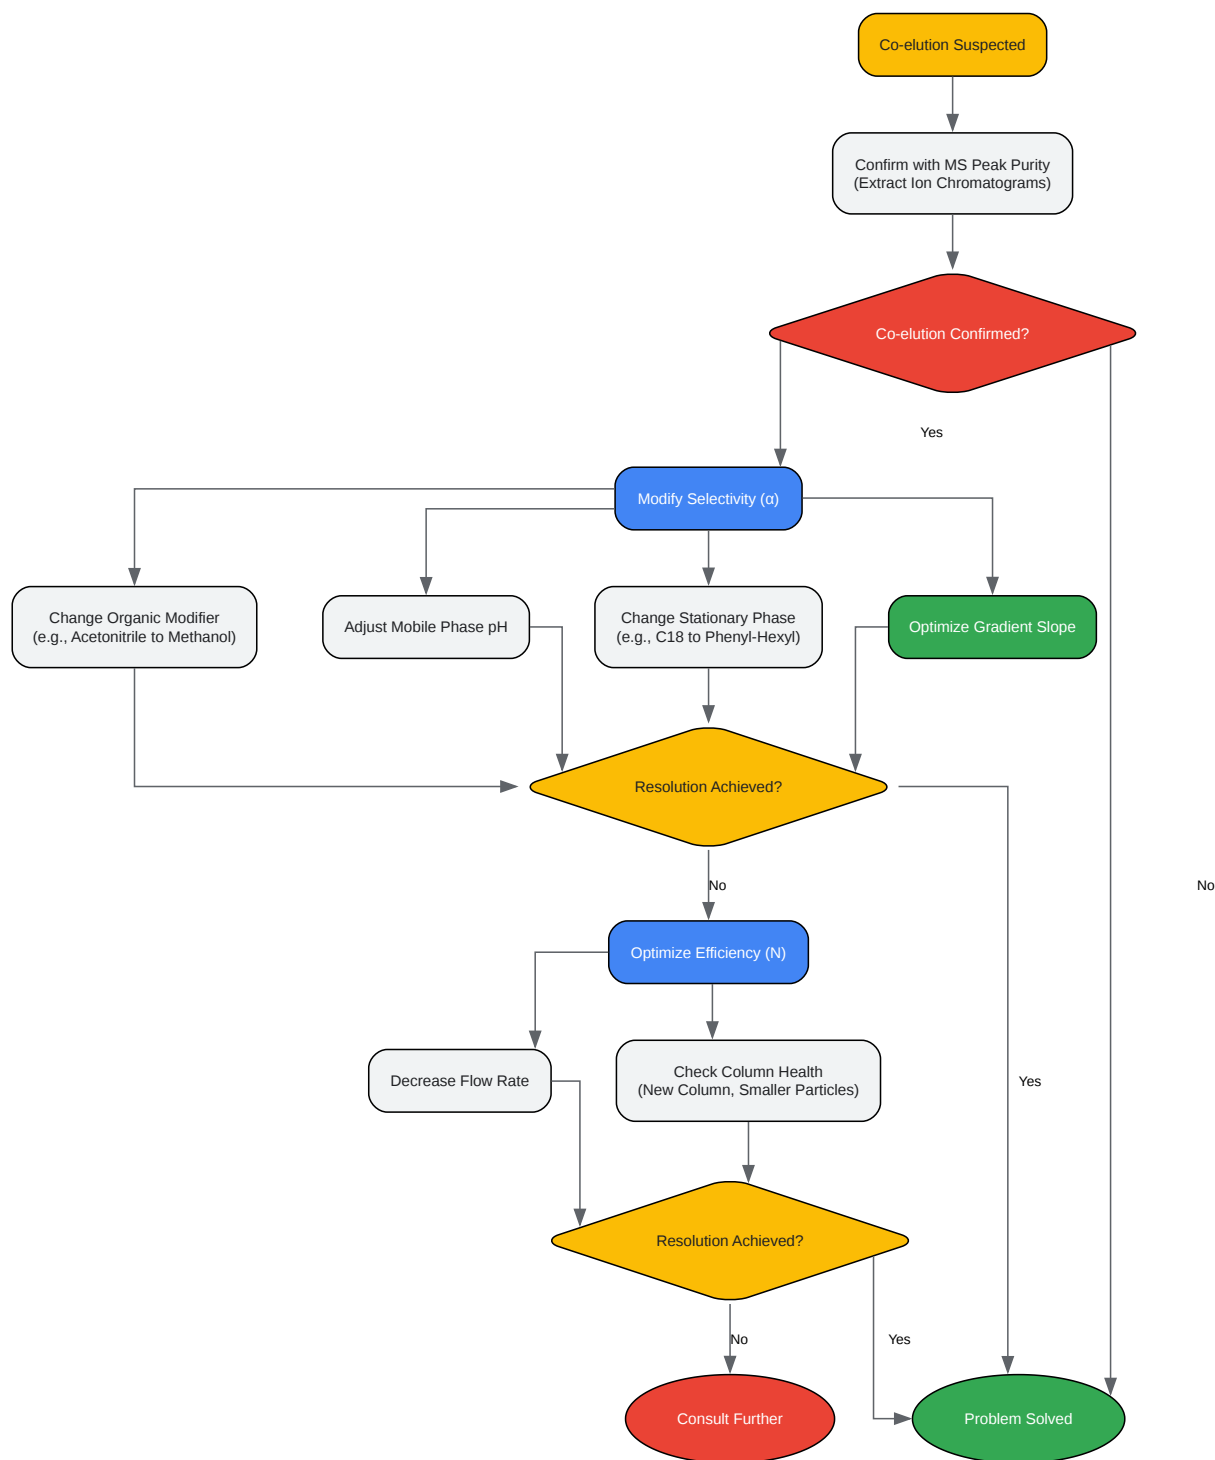 Co-elution Suspected
Confirm with MS Peak Purity
(Extract Ion Chromatograms)
Co-elution Confirmed?
Yes
Modify Selectivity (α)
Change Organic Modifier
(e.g., Acetonitrile to Methanol)
Adjust Mobile Phase pH
Change Stationary Phase
(e.g., C18 to Phenyl-Hexyl)
Optimize Gradient Slope
Resolution Achieved?
No
No
Optimize Efficiency (N)
Decrease Flow Rate
Check Column Health
(New Column, Smaller Particles)
Yes
Resolution Achieved?
No
Yes
Consult Further
Problem Solved